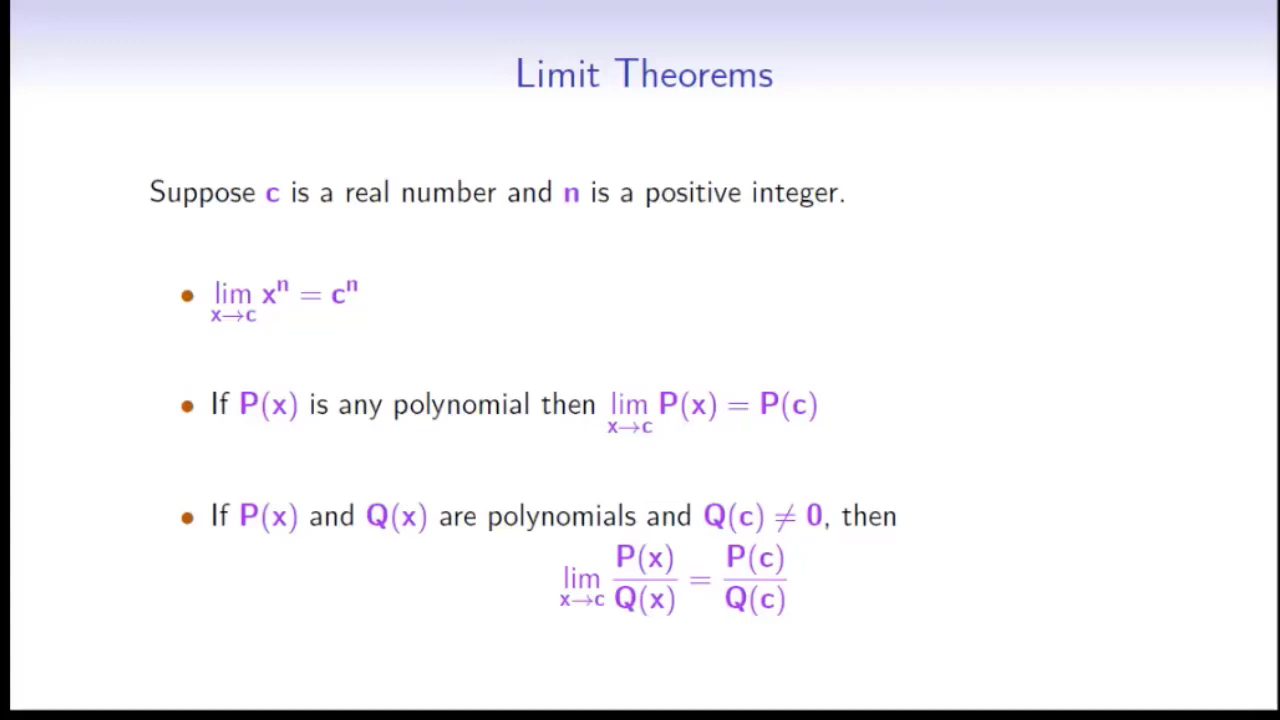 Limit Theorems
Suppose c is a real number and n is a positive integer.
• lim xⁿ = cⁿ
x→c
• If P(x) is any polynomial then lim P(x) = P(c)
x→c
• If P(x) and Q(x) are polynomials and Q(c) ≠ 0, then
lim P(x)/Q(x) = P(c)/Q(c)
x→c